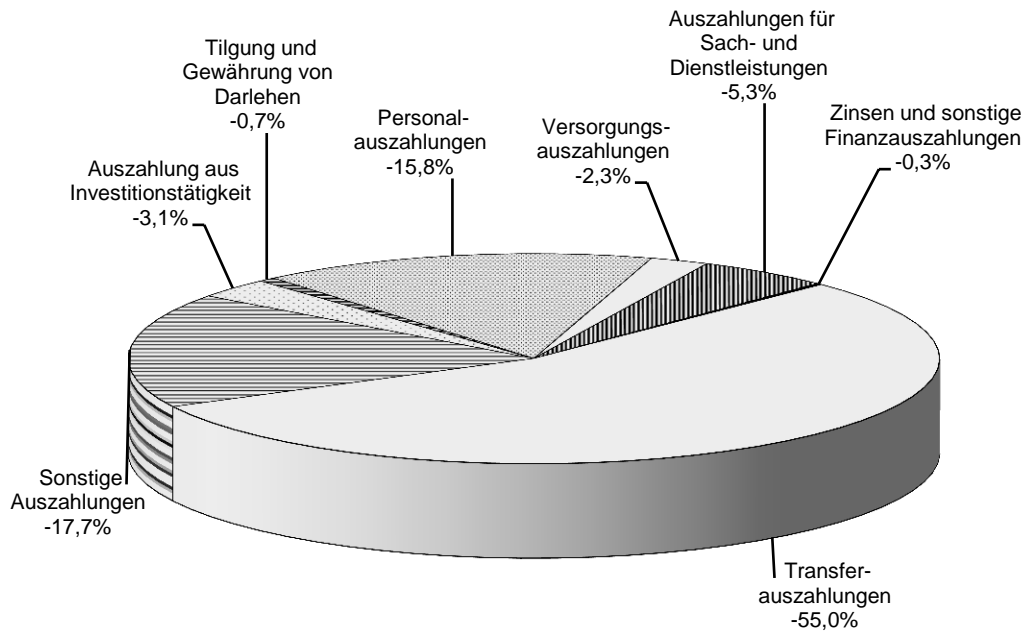 Auszahlungen für
Sach- und
Dienstleistungen
-5,3%
Tilgung und
Gewährung von
Darlehen
-0,7%
Personal-
auszahlungen
-15,8%
Versorgungs-
auszahlungen
-2,3%
Zinsen und sonstige
Finanzauszahlungen
-0,3%
Auszahlung aus
Investitionstätigkeit
-3,1%
Sonstige
Auszahlungen
-17,7%
Transfer-
auszahlungen
-55,0%